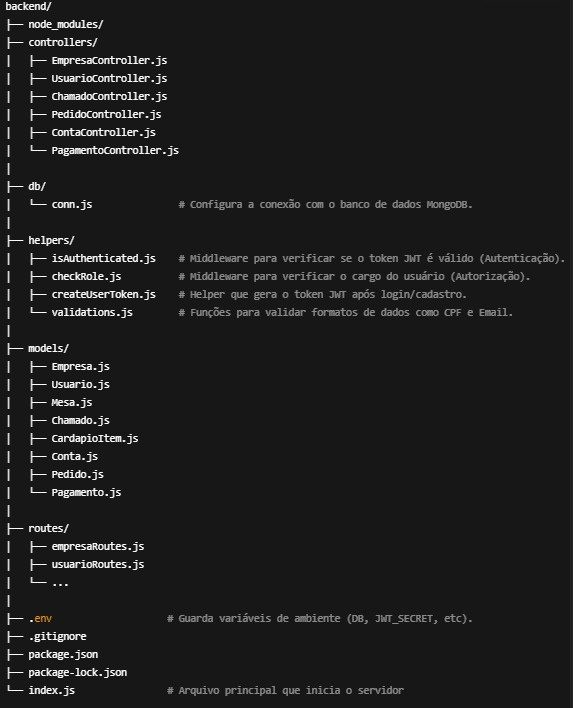 backend/
├── node_modules/
├── controllers/
│   ├── EmpresaController.js
│   ├── UsuarioController.js
│   ├── ChamadoController.js
│   ├── PedidoController.js
│   ├── ContaController.js
│   └── PagamentoController.js
│
├── db/
│   └── conn.js               # Configura a conexão com o banco de dados MongoDB.
│
├── helpers/
│   ├── isAuthenticated.js    # Middleware para verificar se o token JWT é válido (Autenticação).
│   ├── checkRole.js          # Middleware para verificar o cargo do usuário (Autorização).
│   ├── createUserToken.js    # Helper que gera o token JWT após login/cadastro.
│   └── validations.js        # Funções para validar formatos de dados como CPF e Email.
│
├── models/
│   ├── Empresa.js
│   ├── Usuario.js
│   ├── Mesa.js
│   ├── Chamado.js
│   ├── CardapioItem.js
│   ├── Conta.js
│   ├── Pedido.js
│   └── Pagamento.js
│
├── routes/
│   ├── empresaRoutes.js
│   ├── usuarioRoutes.js
│   └── ...
│
├── .env                    # Guarda variáveis de ambiente (DB, JWT_SECRET, etc).
├── .gitignore
├── package.json
├── package-lock.json
└── index.js                # Arquivo principal que inicia o servidor